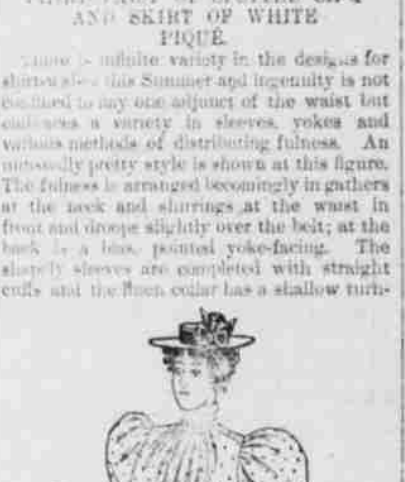 AND SKIRT OF WHITE
PIQUÉ.
There is infinite variety in the designs for
shirt-waists this Summer and ingenuity is not
confined to any one adjunct of the waist but
embraces a variety in sleeves, yokes and
various methods of distributing fulness. An
unusually pretty style is shown at this figure.
The fulness is arranged becomingly in gathers
at the neck and shirrings at the waist in
front and droops slightly over the belt; at the
back is a bias, pointed yoke-facing. The
shapely sleeves are completed with straight
cuffs and the linen collar has a shallow turn-